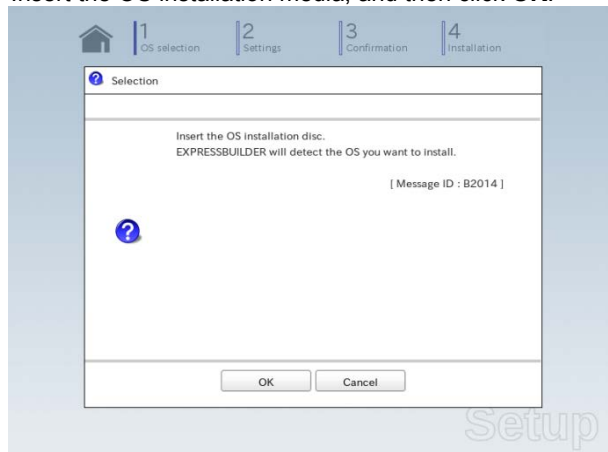 Insert the OS installation media, and then click OK.
1 OS selection
2 Settings
3 Confirmation
4 Installation
Selection
Insert the OS installation disc.
EXPRESSBUILDER will detect the OS you want to install.
[ Message ID : B2014 ]
OK Cancel
Setup